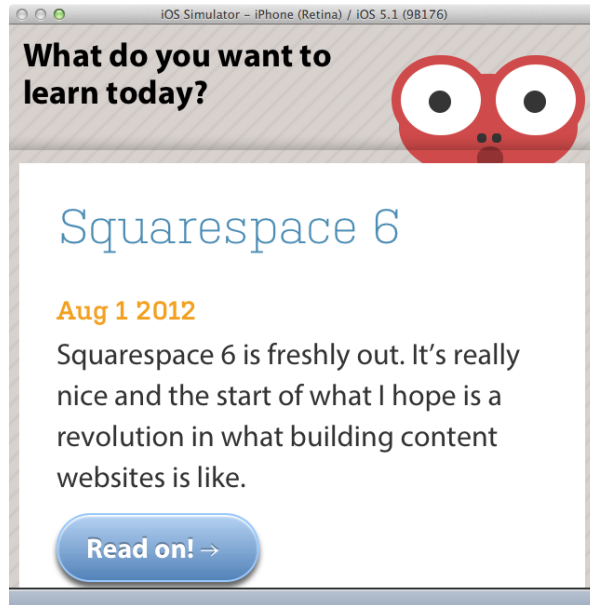 iOS Simulator – iPhone (Retina) / iOS 5.1 (9B176)
What do you want to
learn today?
Squarespace 6
Aug 1 2012
Squarespace 6 is freshly out. It’s really
nice and the start of what I hope is a
revolution in what building content
websites is like.
Read on! →